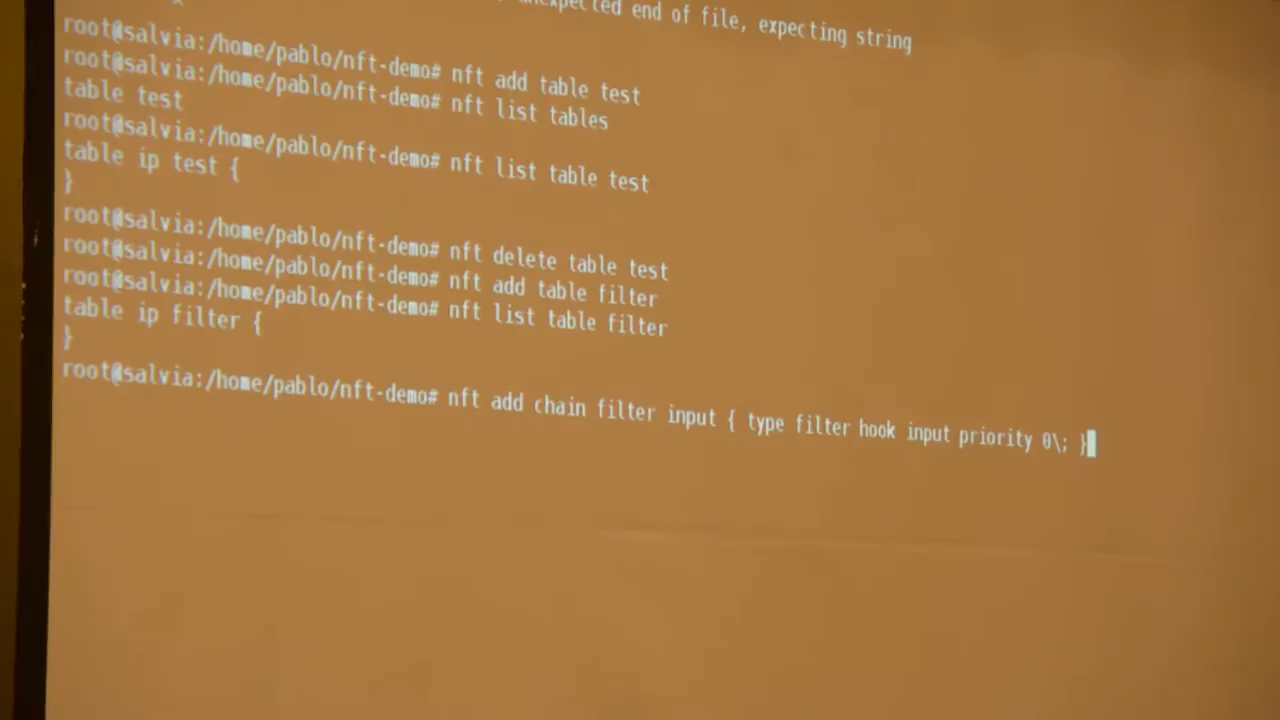 end of file, expecting string
root@salvia:/home/pablo/nft-demo# nft add table test
root@salvia:/home/pablo/nft-demo# nft list tables
table test
root@salvia:/home/pablo/nft-demo# nft list table test
table ip test {
}
root@salvia:/home/pablo/nft-demo# nft delete table test
root@salvia:/home/pablo/nft-demo# nft add table filter
root@salvia:/home/pablo/nft-demo# nft list table filter
table ip filter {
}
root@salvia:/home/pablo/nft-demo# nft add chain filter input { type filter hook input priority 0\; }